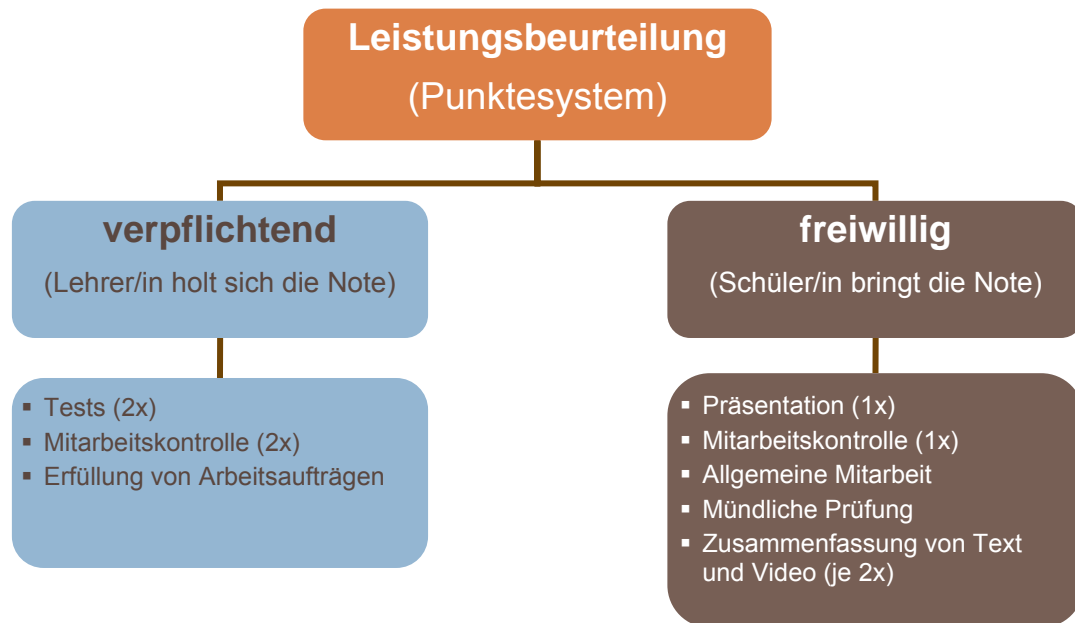 Leistungsbeurteilung
(Punktesystem)
verpflichtend
(Lehrer/in holt sich die Note)
freiwillig
(Schüler/in bringt die Note)
▪ Tests (2x)
▪ Mitarbeitskontrolle (2x)
▪ Erfüllung von Arbeitsaufträgen
▪ Präsentation (1x)
▪ Mitarbeitskontrolle (1x)
▪ Allgemeine Mitarbeit
▪ Mündliche Prüfung
▪ Zusammenfassung von Text
und Video (je 2x)